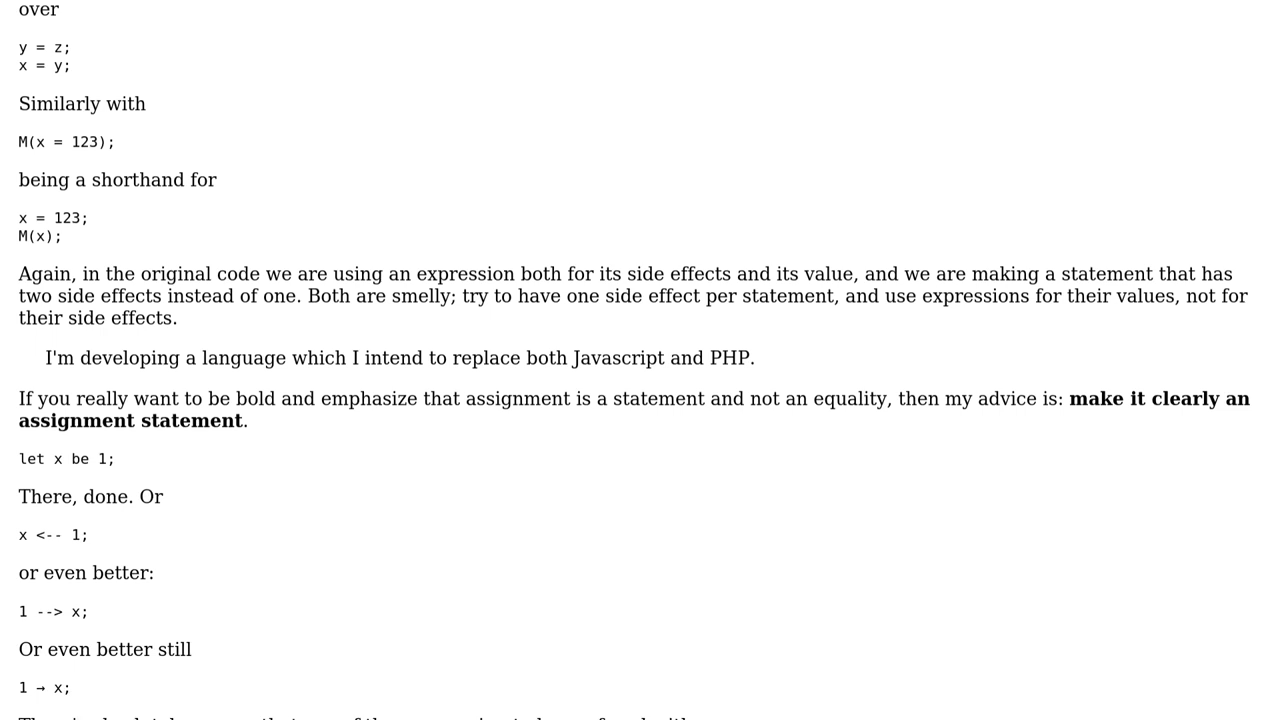 over
y = z;
x = y;
Similarly with
M(x = 123);
being a shorthand for
x = 123;
M(x);
Again, in the original code we are using an expression both for its side effects and its value, and we are making a statement that has
two side effects instead of one. Both are smelly; try to have one side effect per statement, and use expressions for their values, not for
their side effects.
I'm developing a language which I intend to replace both Javascript and PHP.
If you really want to be bold and emphasize that assignment is a statement and not an equality, then my advice is: make it clearly an
assignment statement.
let x be 1;
There, done. Or
x <-- 1;
or even better:
1 --> x;
Or even better still
1 → x;